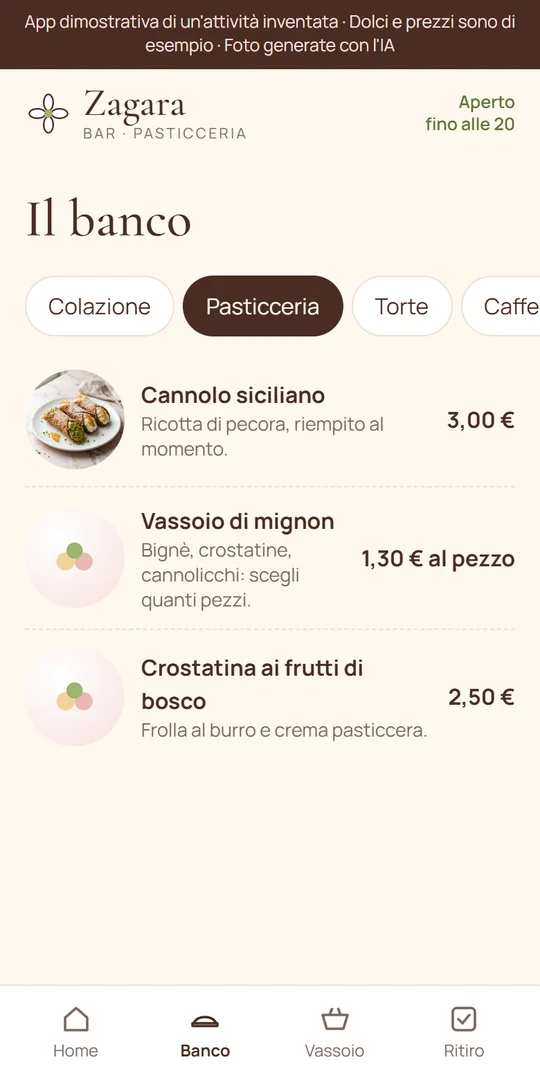 App dimostrativa di un'attività inventata · Dolci e prezzi sono di
esempio · Foto generate con l'IA
Zagara
BAR · PASTICCERIA
Aperto
fino alle 20
Il banco
Colazione
Pasticceria
Torte
Caffe
Cannolo siciliano
Ricotta di pecora, riempito al
momento.
3,00 €
Vassoio di mignon
Bignè, crostatine,
cannolicchi: scegli
quanti pezzi.
1,30 € al pezzo
Crostatina ai frutti di
bosco
Frolla al burro e crema pasticcera.
2,50 €
Home
Banco
Vassoio
Ritiro